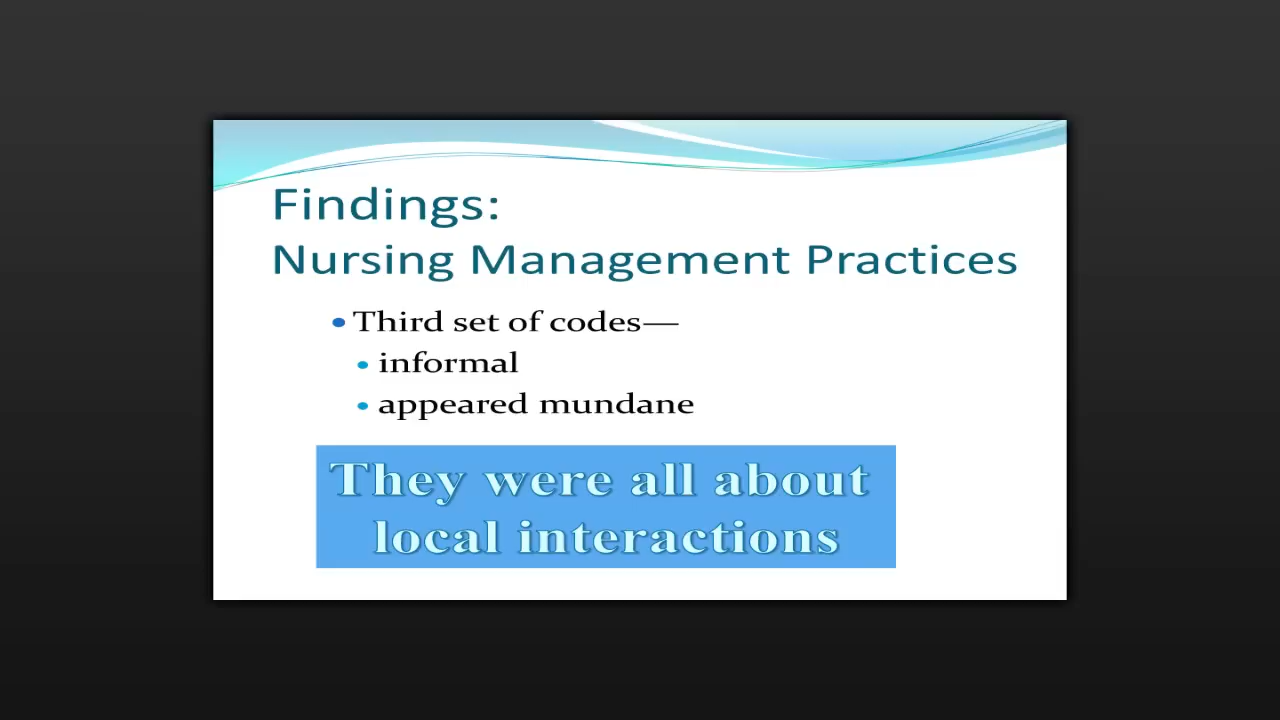 Findings:
Nursing Management Practices
• Third set of codes—
• informal
• appeared mundane
They were all about
local interactions